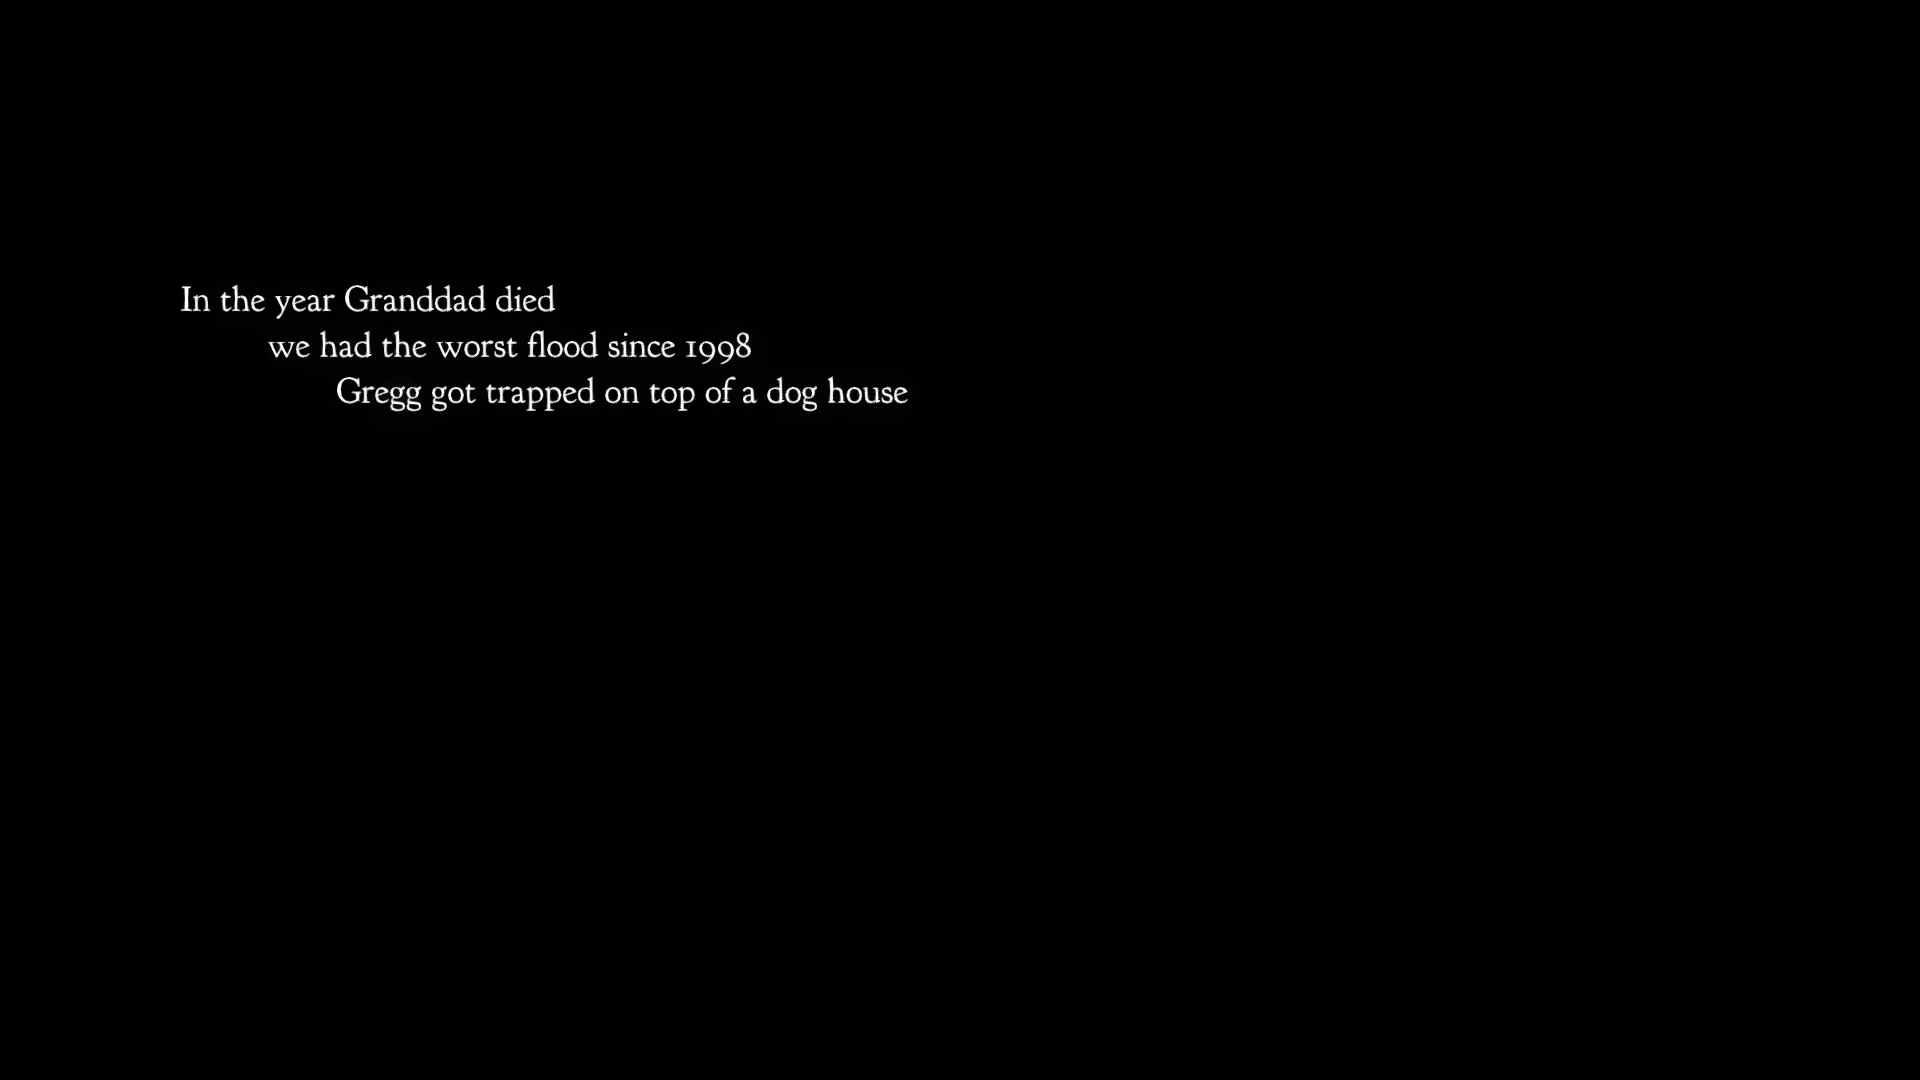 In the year Granddad died
we had the worst flood since 1998
Gregg got trapped on top of a dog house